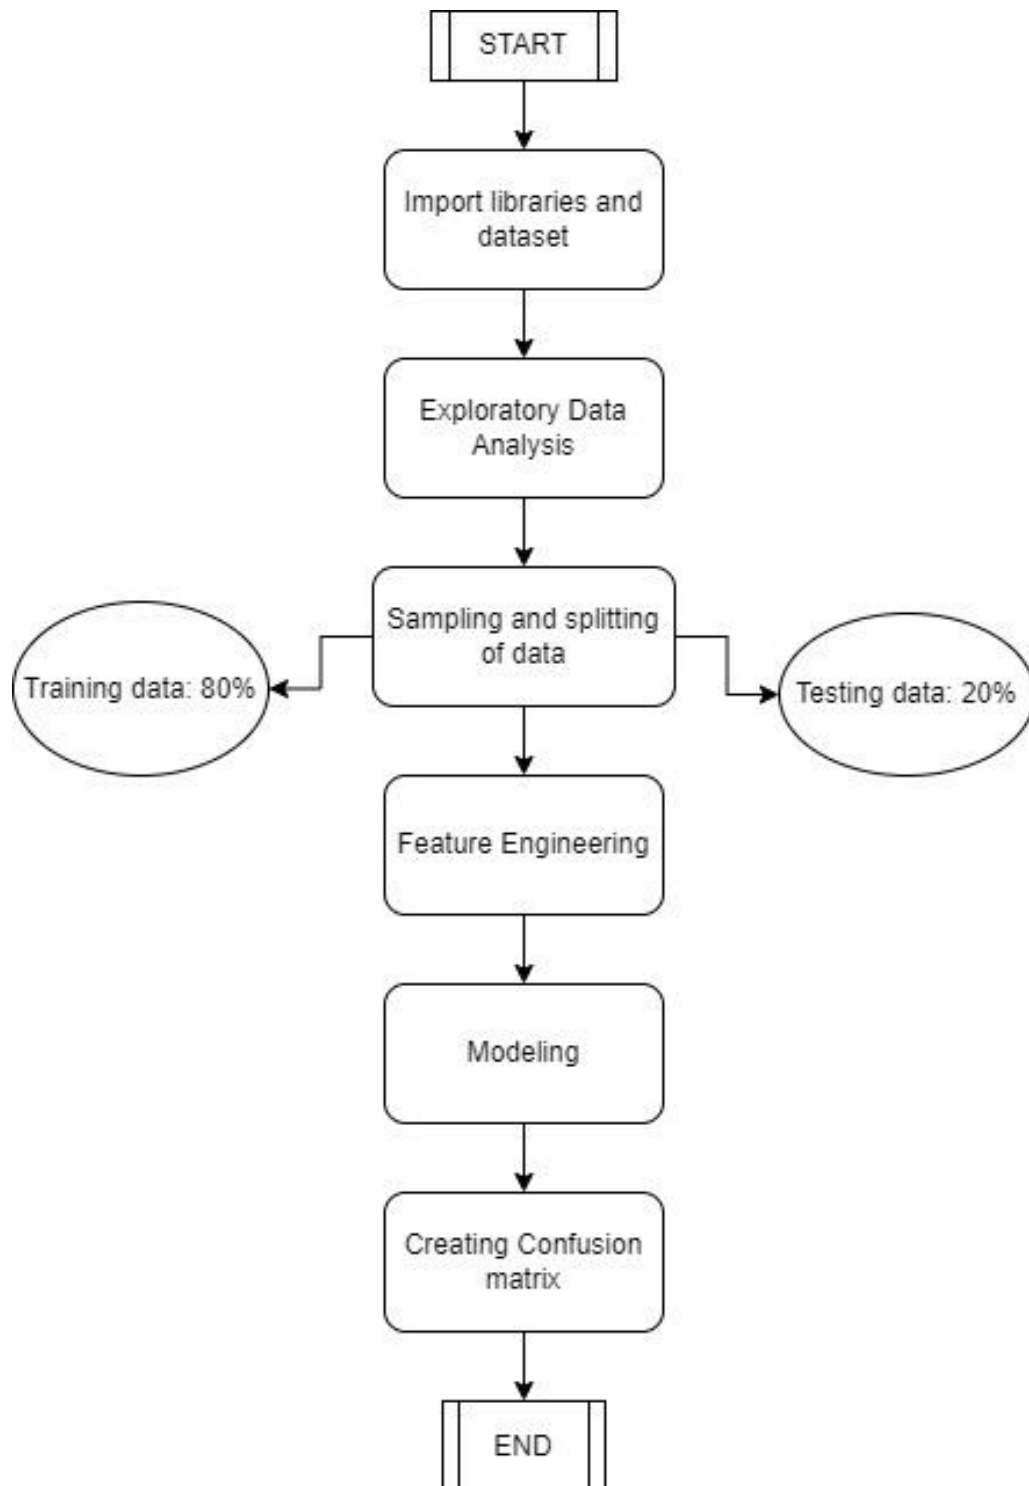 START
Import libraries and
dataset
Exploratory Data
Analysis
Sampling and splitting
of data
Training data: 80%
Testing data: 20%
Feature Engineering
Modeling
Creating Confusion
matrix
END